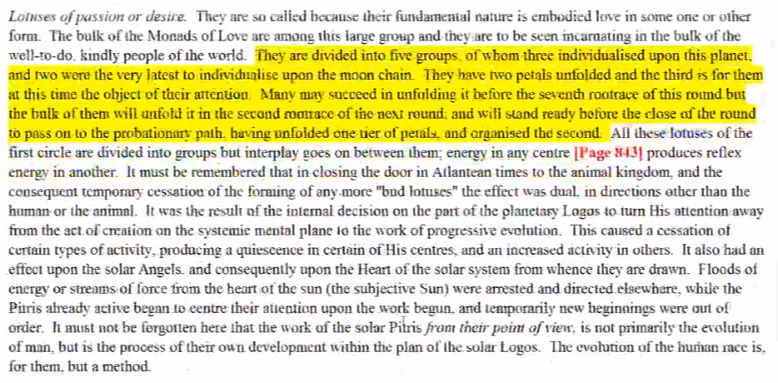 Lotuses of passion or desire. They are so called because their fundamental nature is embodied love in some one or other
form. The bulk of the Monads of Love are among this large group and they are to be seen incarnating in the bulk of the
well-to-do, kindly people of the world. They are divided into five groups, of whom three individualised upon this planet,
and two were the very latest to individualise upon the moon chain. They have two petals unfolded and the third is for them
at this time the object of their attention. Many may succeed in unfolding it before the seventh rootrace of this round but
the bulk of them will unfold it in the second rootrace of the next round, and will stand ready before the close of the round
to pass on to the probationary path, having unfolded one tier of petals, and organised the second. All these lotuses of the
first circle are divided into groups but interplay goes on between them; energy in any centre [Page 843] produces reflex
energy in another. It must be remembered that in closing the door in Atlantean times to the animal kingdom, and the
consequent temporary cessation of the forming of any more "bud lotuses" the effect was dual, in directions other than the
human or the animal. It was the result of the internal decision on the part of the planetary Logos to turn His attention away
from the act of creation on the systemic mental plane to the work of progressive evolution. This caused a cessation of
certain types of activity, producing a quiescence in certain of His centres, and an increased activity in others. It also had an
effect upon the solar Angels, and consequently upon the Heart of the solar system from whence they are drawn. Floods of
energy or streams of force from the heart of the sun (the subjective Sun) were arrested and directed elsewhere, while the
Pitris already active began to centre their attention upon the work begun, and temporarily new beginnings were out of
order. It must not be forgotten here that the work of the solar Pitris from their point of view, is not primarily the evolution
of man, but is the process of their own development within the plan of the solar Logos. The evolution of the human race is,
for them, but a method.